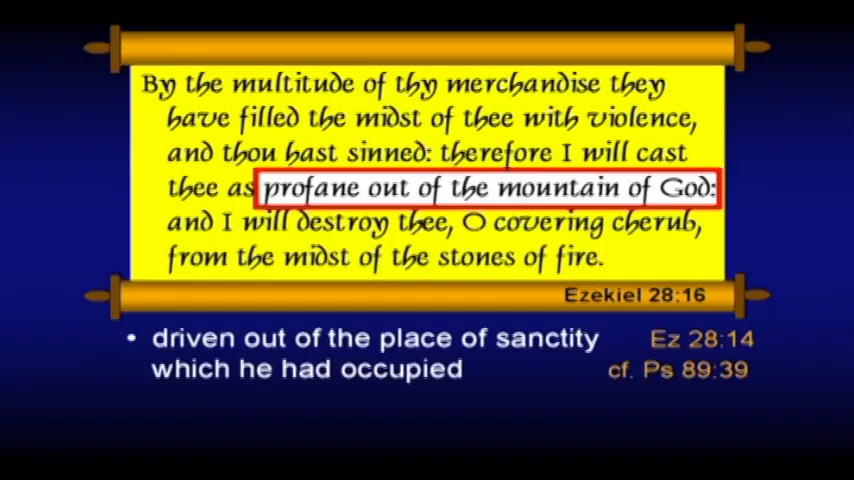 By the multitude of thy merchandise they
have filled the midst of thee with violence,
and thou hast sinned: therefore I will cast
thee as profane out of the mountain of God:
and I will destroy thee, O covering cherub,
from the midst of the stones of fire.
Ezekiel 28:16
• driven out of the place of sanctity Ez 28:14
which he had occupied cf. Ps 89:39